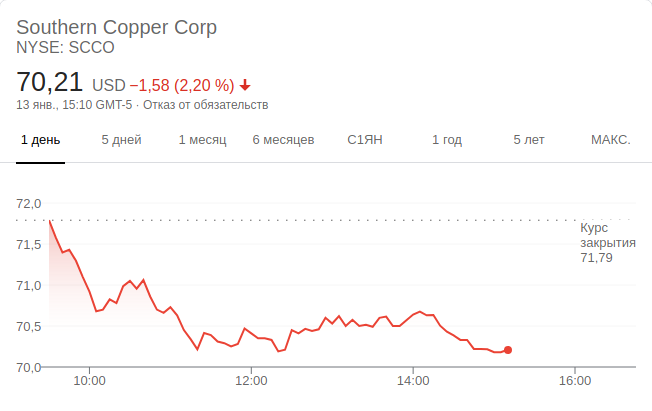 Southern Copper Corp
NYSE: SCCO
70,21 USD −1,58 (2,20 %)
13 янв., 15:10 GMT-5 · Отказ от обязательств
1 день 5 дней 1 месяц 6 месяцев С1ЯН 1 год 5 лет МАКС.
72,0
Курс
закрытия
71,79
71,5
71,0
70,5
70,0
10:00 12:00 14:00 16:00